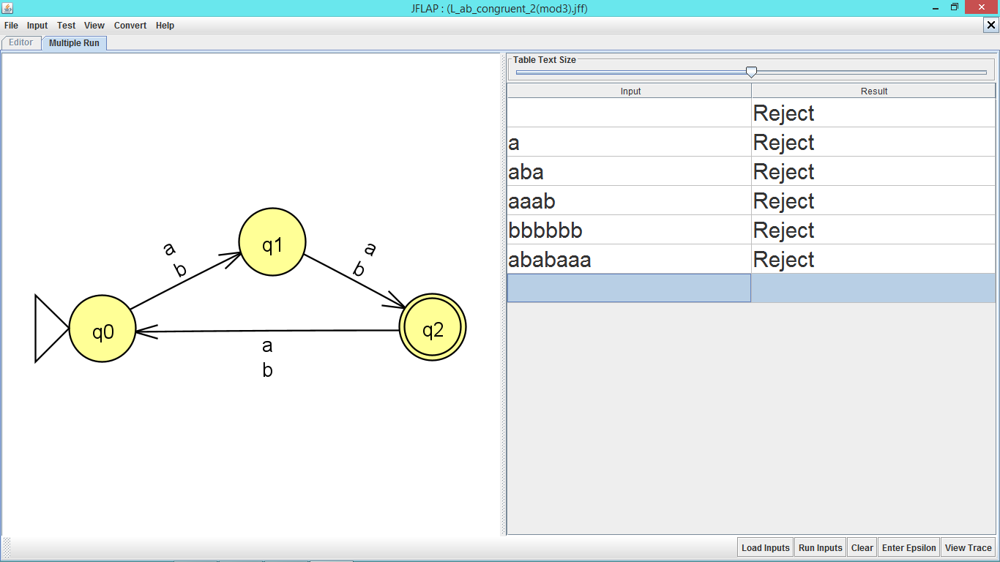 JFLAP : (L_ab_congruent_2(mod3).jff)
File Input Test View Convert Help
Editor Multiple Run
Table Text Size
Input Result
Reject
a Reject
aba Reject
aaab Reject
bbbbbb Reject
ababaaa Reject
a
b
q1
a
b
q0
q2
a
b
Load Inputs Run Inputs Clear Enter Epsilon View Trace